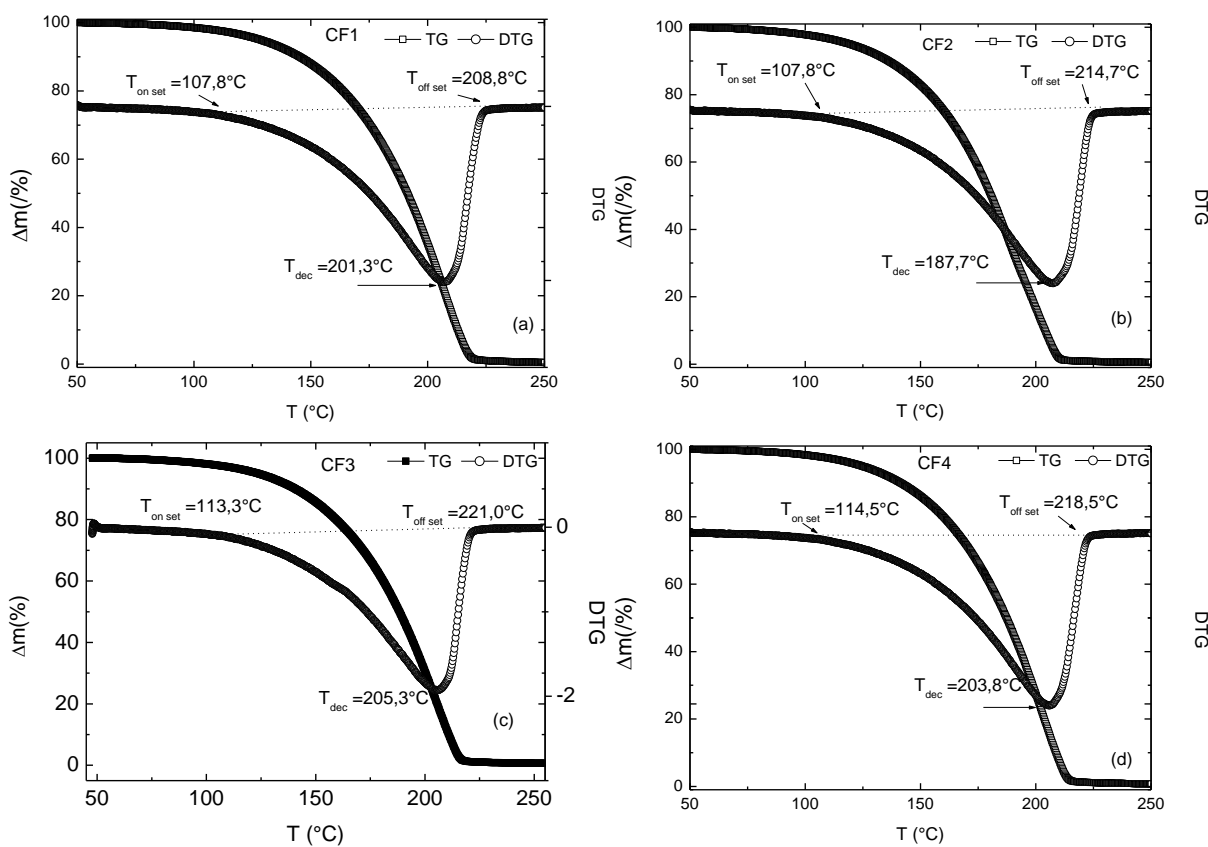 CF1 TG DTG
T on set =107,8°C
T off set =208,8°C
T dec =201,3°C
(a)
Δm(/%)
DTG
100
80
60
40
20
0
50 100 150 200 250
T (°C)
CF2 TG DTG
T on set =107,8°C
T off set =214,7°C
T dec =187,7°C
(b)
Δm(/%)
DTG
100
80
60
40
20
0
50 100 150 200 250
T (°C)
CF3 TG DTG
T on set =113,3°C
T off set =221,0°C
T dec =205,3°C
(c)
Δm(%)
DTG
100
80
60
40
20
0
0
-2
50 100 150 200 250
T (°C)
CF4 TG DTG
T on set =114,5°C
T off set =218,5°C
T dec =203,8°C
(d)
Δm(/%)
DTG
100
80
60
40
20
0
50 100 150 200 250
T (°C)